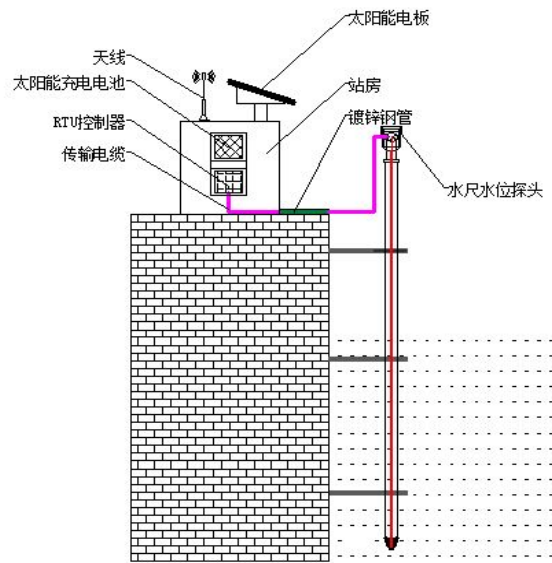 太阳能电板
天线
太阳能充电电池
站房
RTU控制器
镀锌钢管
传输电缆
水尺水位探头